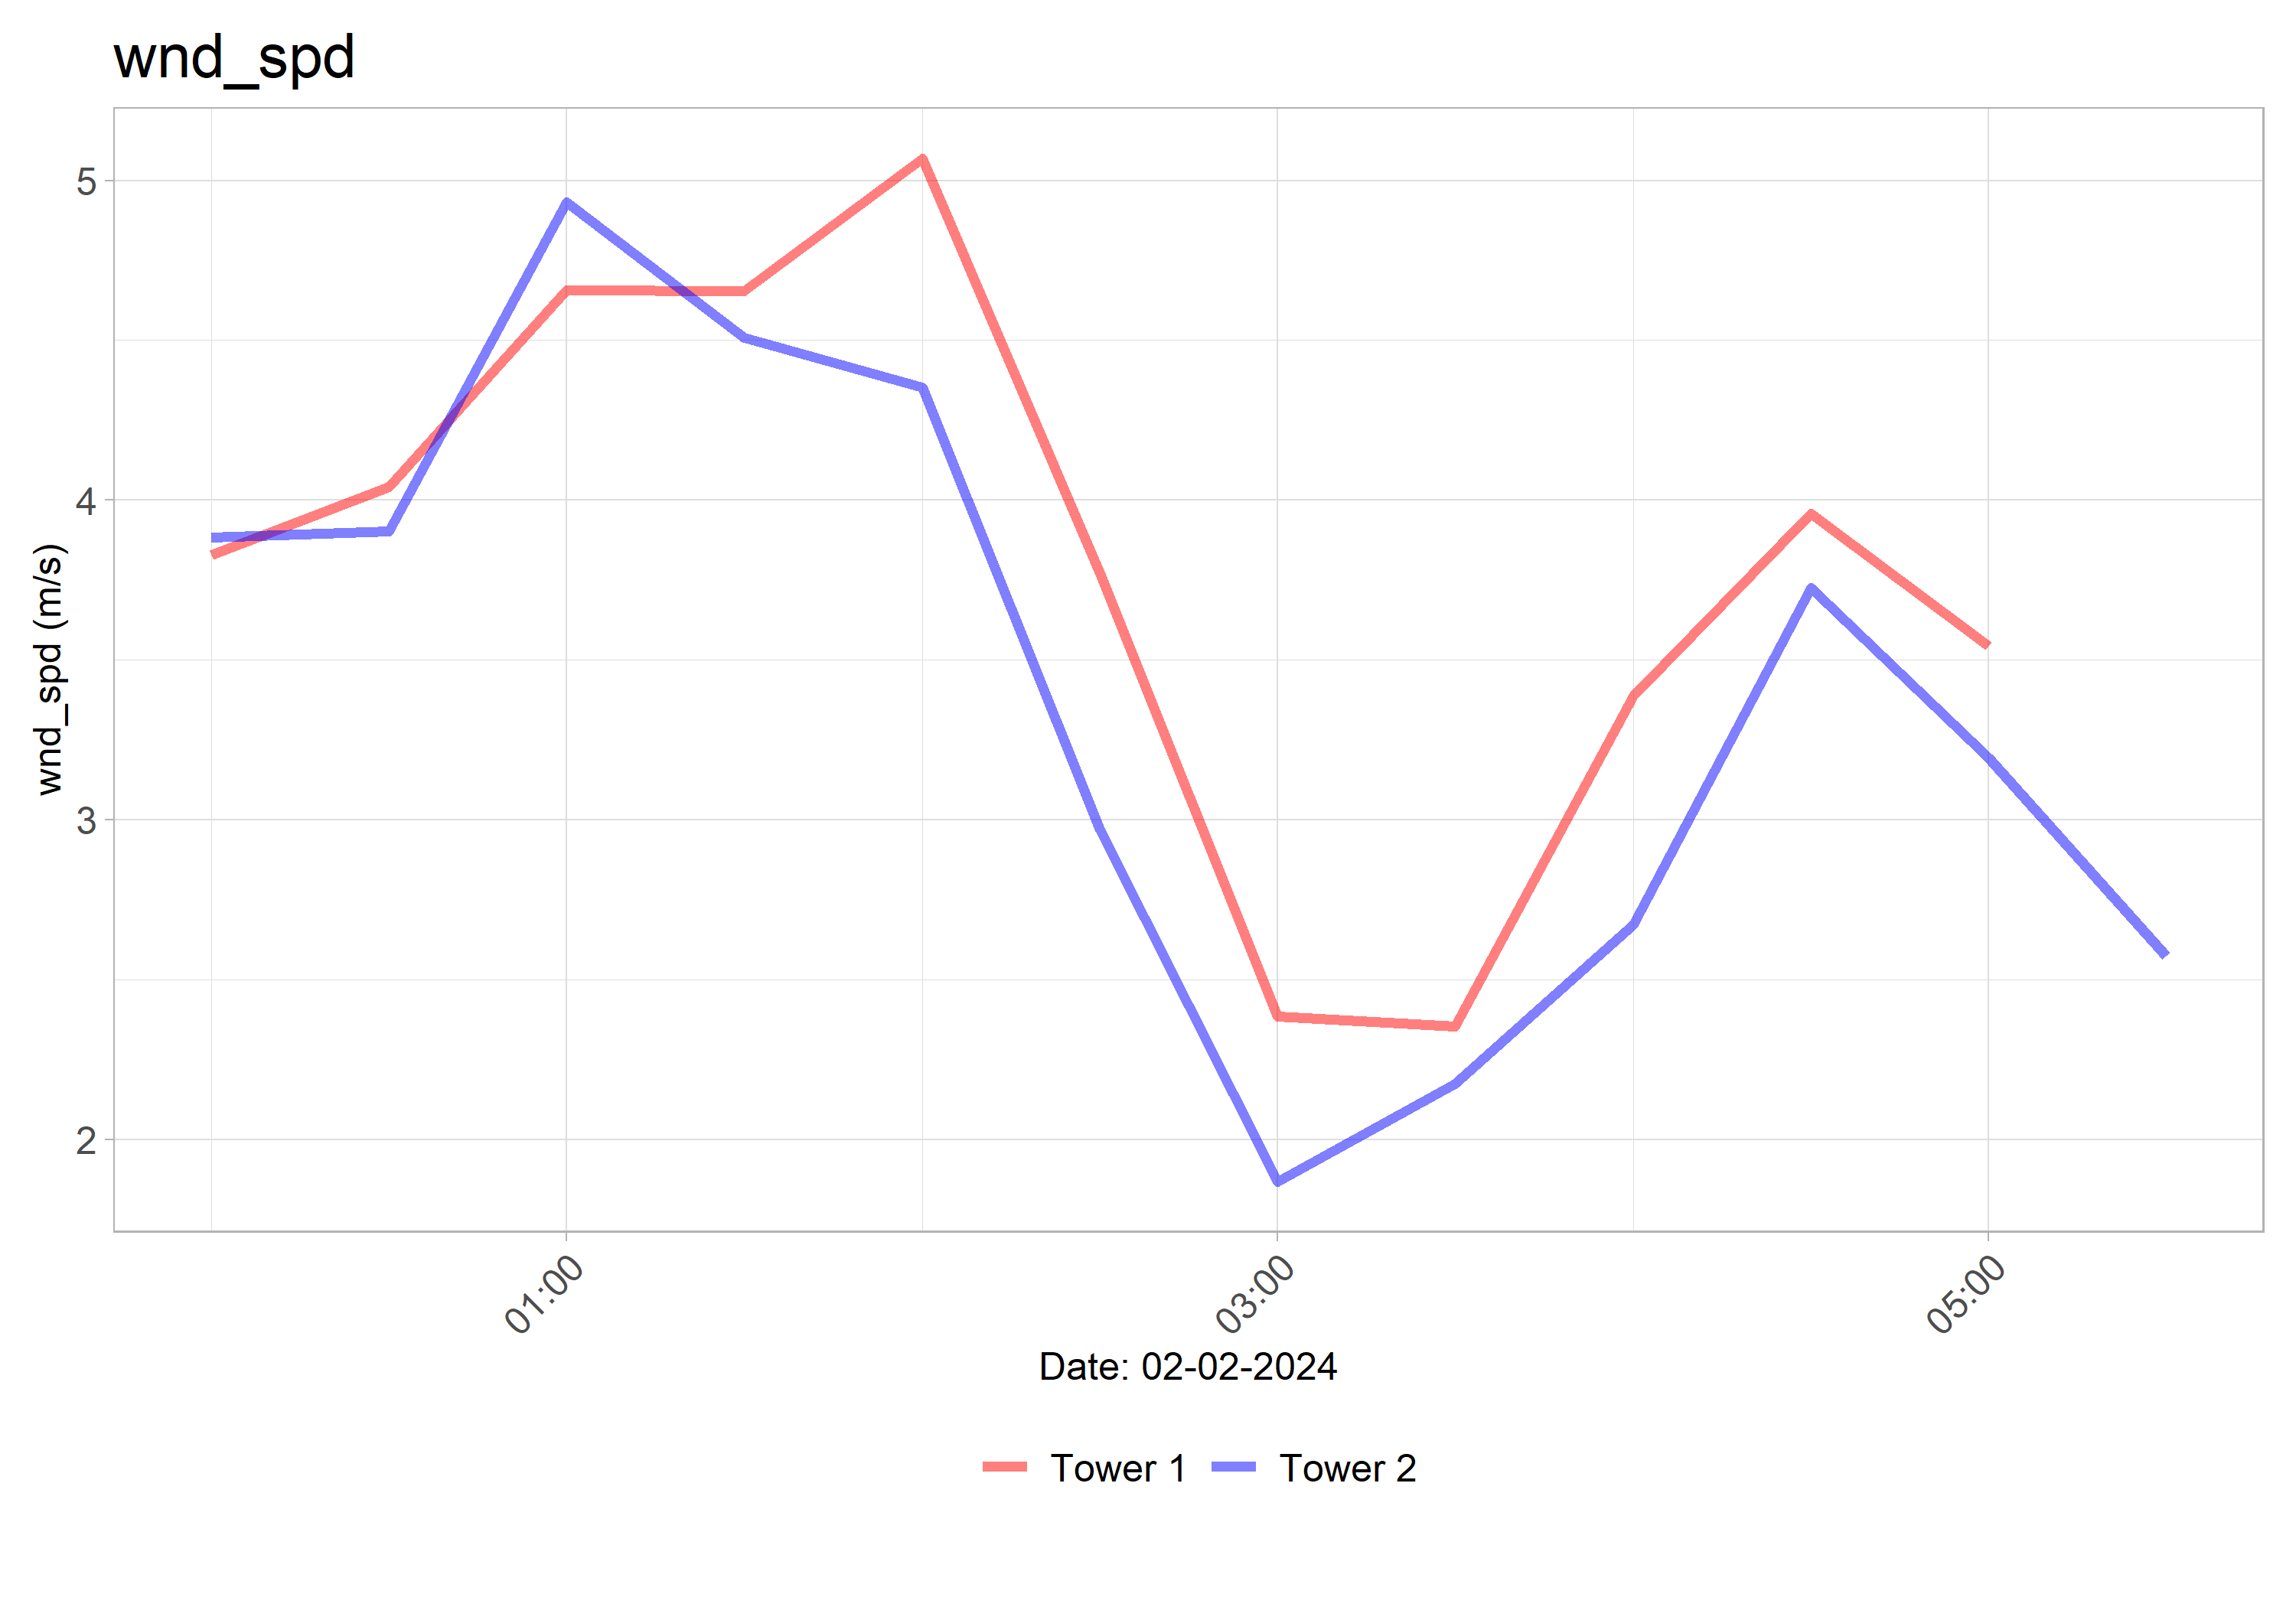 wnd_spd
wnd_spd (m/s)
5
4
3
2
01:00
03:00
05:00
Date: 02-02-2024
Tower 1
Tower 2